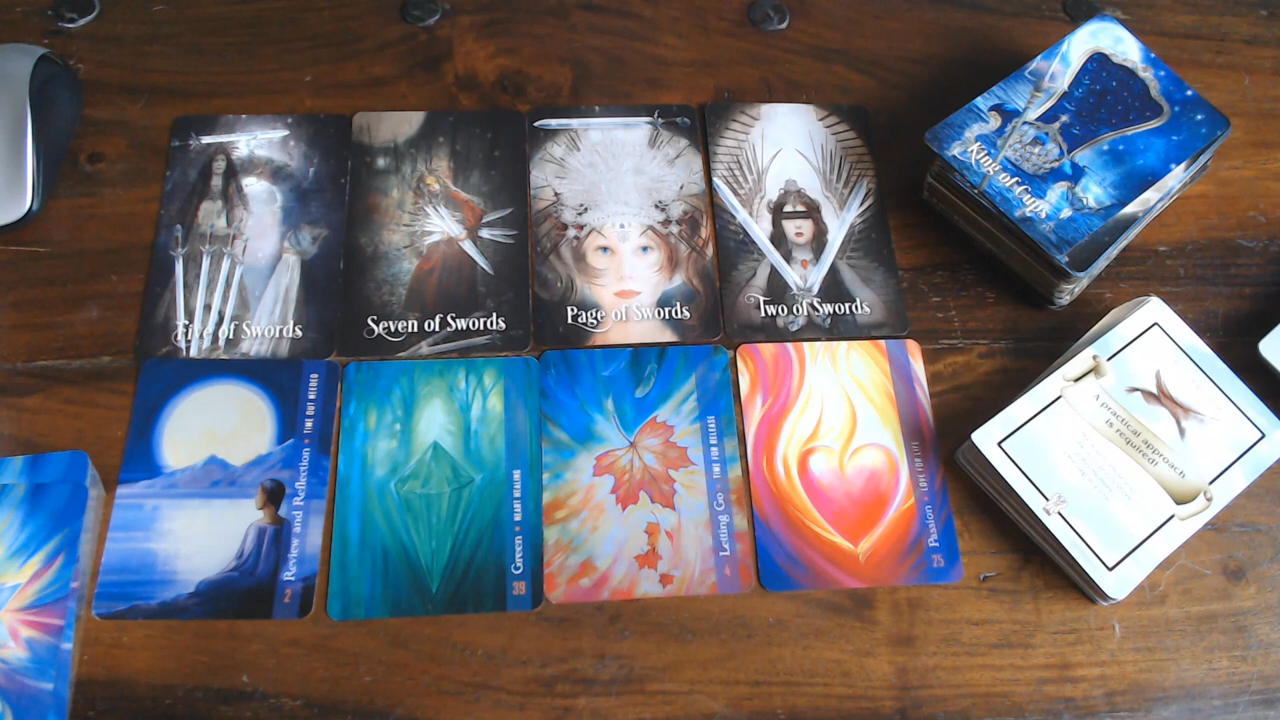 Five of Swords
Seven of Swords
Page of Swords
Two of Swords
King of Cups
Review and Reflection * TIME OUT NEEDED
2
Green * HEART HEALING
39
Letting Go * TIME FOR RELEASE
4
Passion * LOVE FOR LIFE
25
A practical approach
is required!